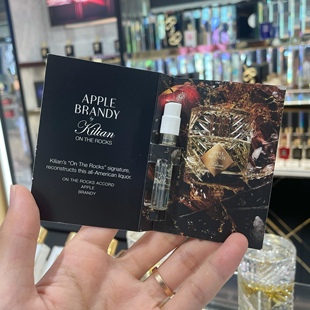 APPLE
BRANDY
by
Kilian
ON THE ROCKS
Kilian's "On The Rocks" signature,
reconstructs this all-American liquor.
ON THE ROCKS ACCORD
APPLE
BRANDY